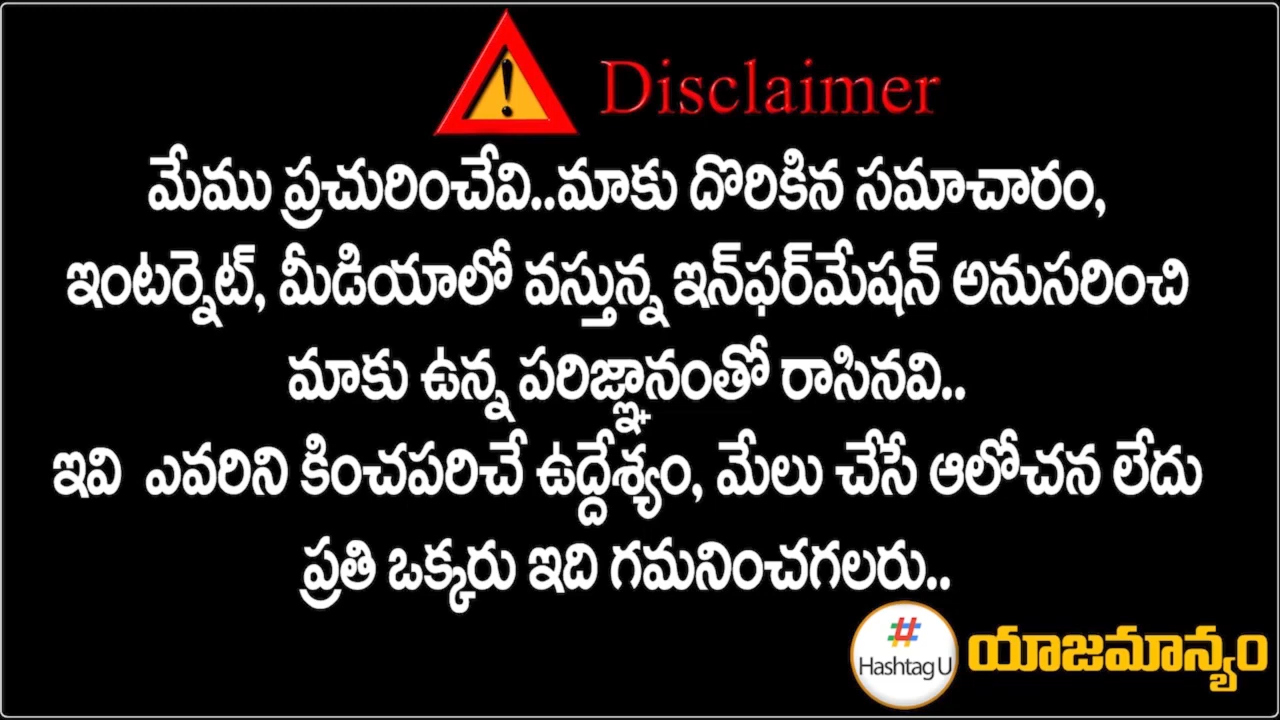 Disclaimer
మేము ప్రచురించేవి..మాకు దొరికిన సమాచారం,
ఇంటర్నెట్, మీడియాలో వస్తున్న ఇన్‌ఫర్‌మేషన్ అనుసరించి
మాకు ఉన్న పరిజ్ఞానంతో రాసినవి..
ఇవి ఎవరిని కించపరిచే ఉద్దేశ్యం, మేలు చేసే ఆలోచన లేదు
ప్రతి ఒక్కరు ఇది గమనించగలరు..
# Hashtag U యాజమాన్యం